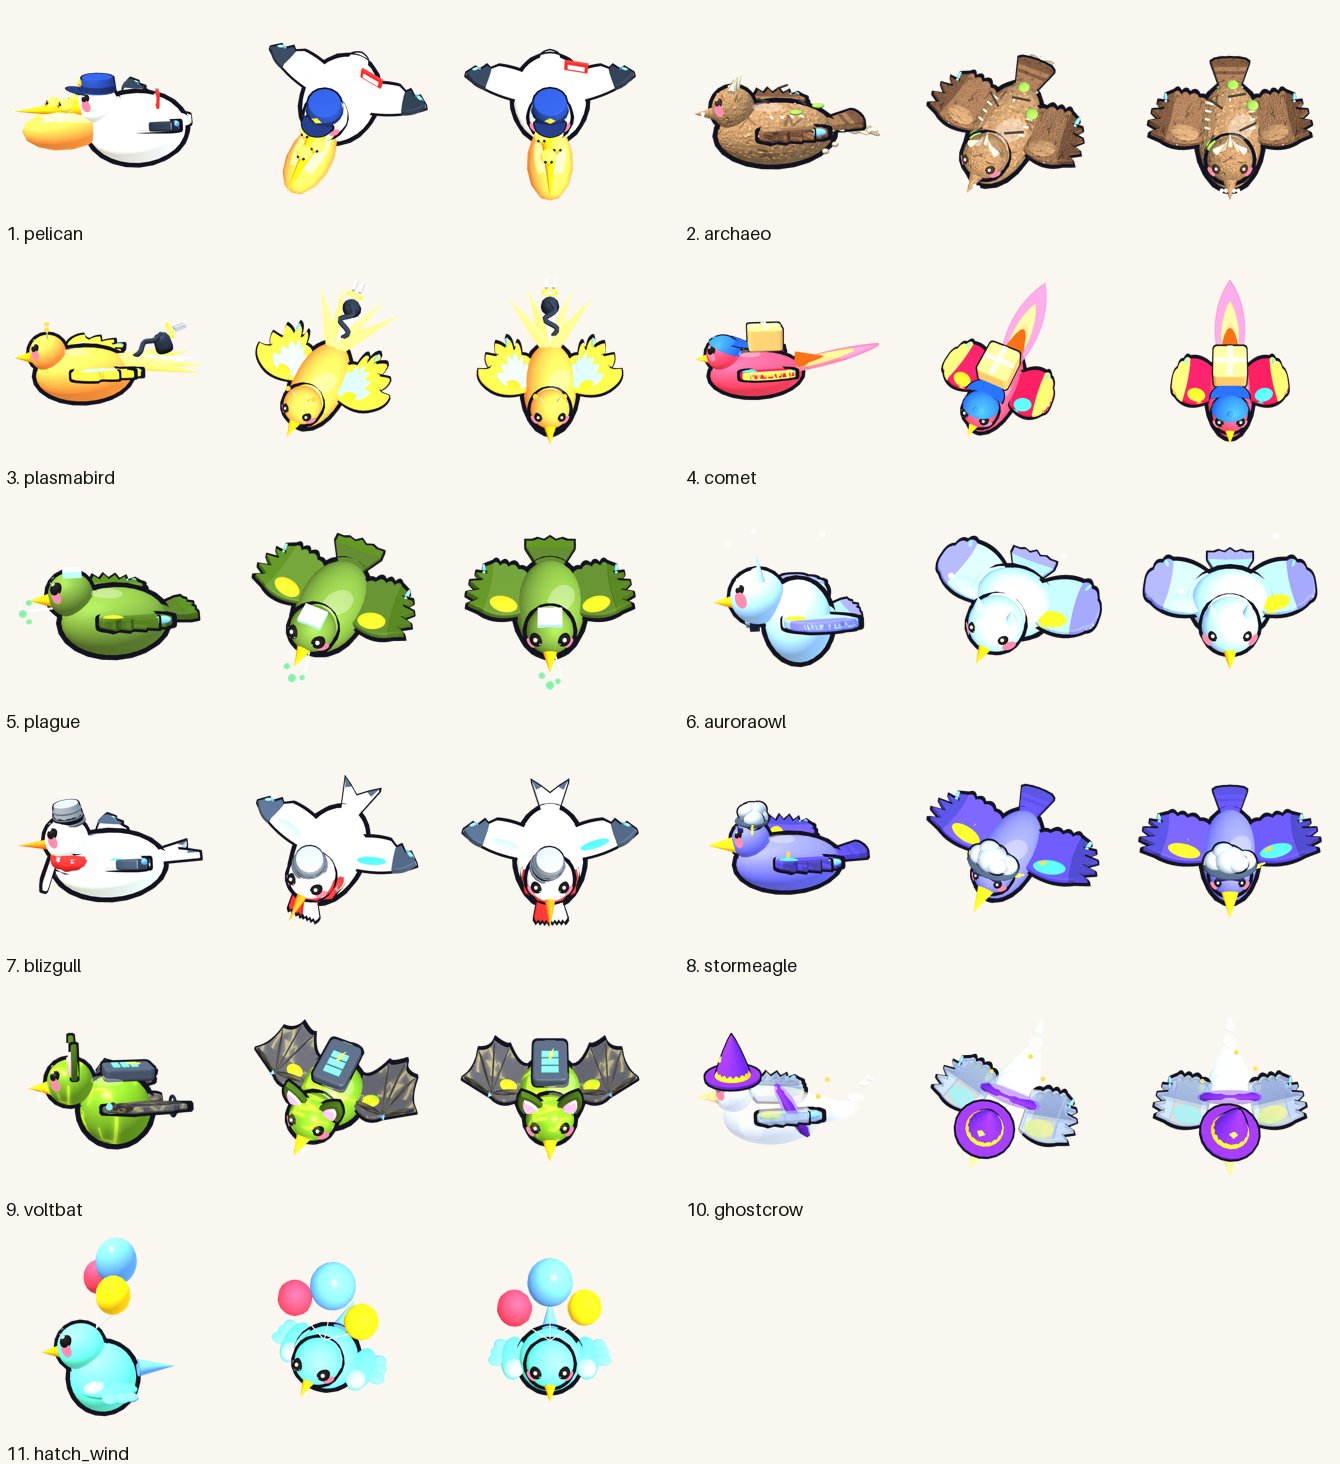 1. pelican
2. archaeo
3. plasmabird
4. comet
5. plague
6. auroraowl
7. blizgull
8. stormeagle
9. voltbat
10. ghostcrow
11. hatch_wind